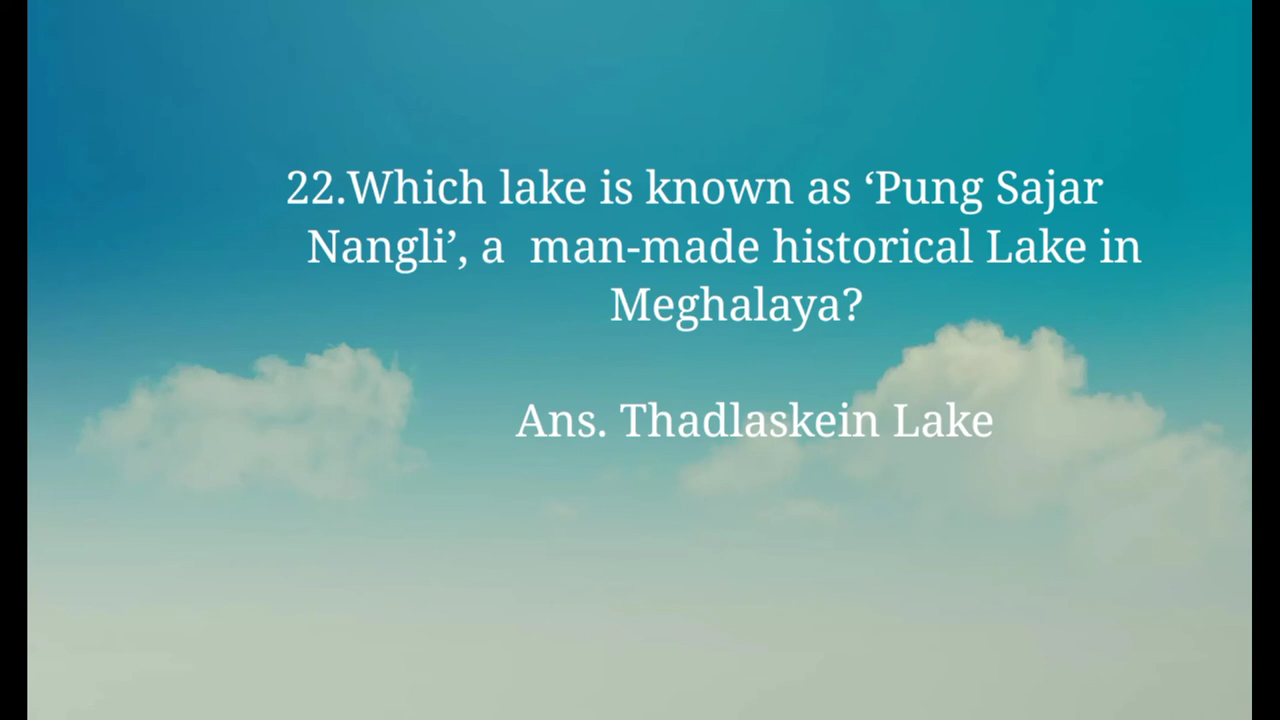 22.Which lake is known as ‘Pung Sajar
Nangli’, a  man-made historical Lake in
Meghalaya?
Ans. Thadlaskein Lake